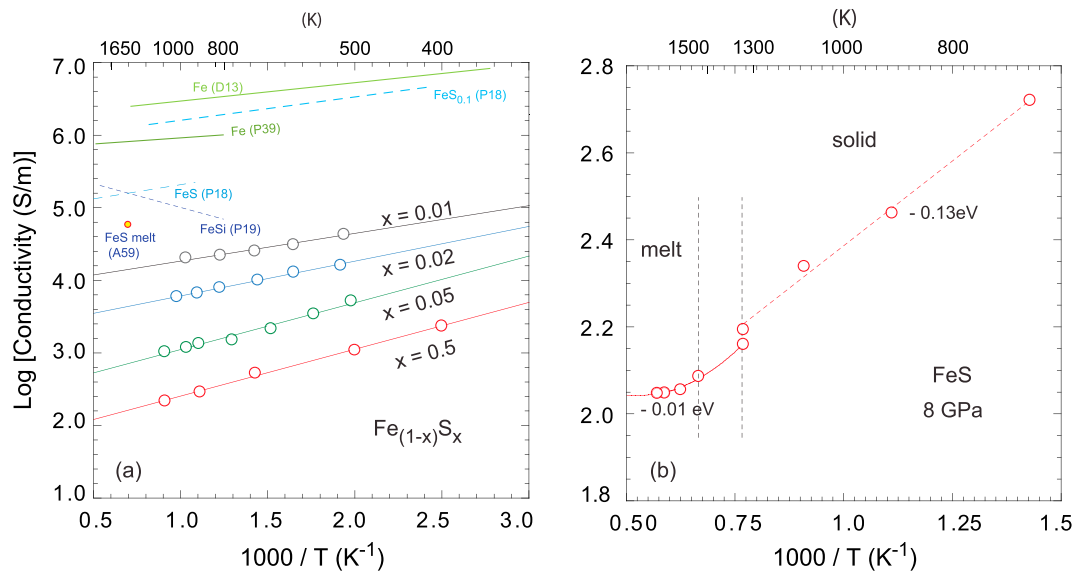 (K)
1650 1000 800 500 400
7.0
6.0
5.0
4.0
3.0
2.0
1.0
Log [Conductivity (S/m)]
Fe (D13)
FeS0.1 (P18)
Fe (P39)
FeS (P18)
FeSi (P19)
FeS melt
(A59)
x = 0.01
x = 0.02
x = 0.05
x = 0.5
Fe(1-x)Sx
(a)
0.5 1.0 1.5 2.0 2.5 3.0
1000 / T (K-1)
(K)
1500 1300 1000 800
2.8
2.6
2.4
2.2
2.0
1.8
solid
melt
- 0.13eV
- 0.01 eV
FeS
8 GPa
(b)
0.50 0.75 1.00 1.25 1.5
1000 / T (K-1)